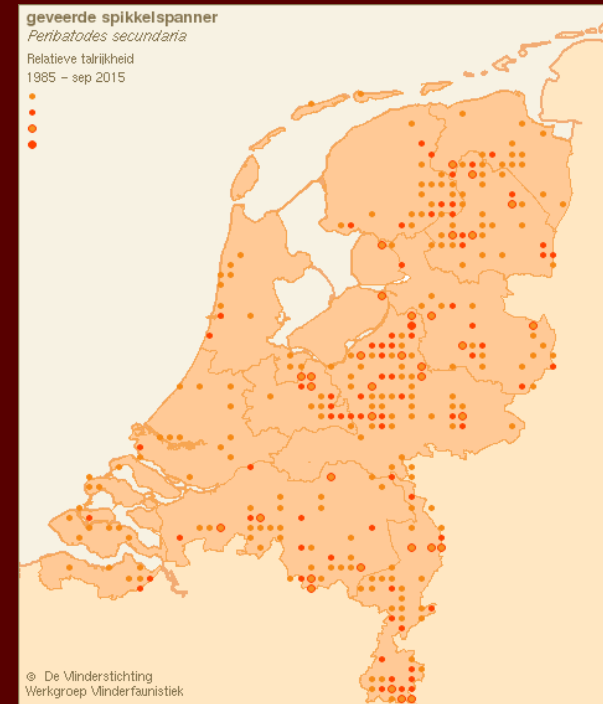 geveerde spikkelspanner
Peribatodes secundaria
Relatieve talrijkheid
1985 – sep 2015
© De Vlinderstichting
Werkgroep Vlinderfaunistiek